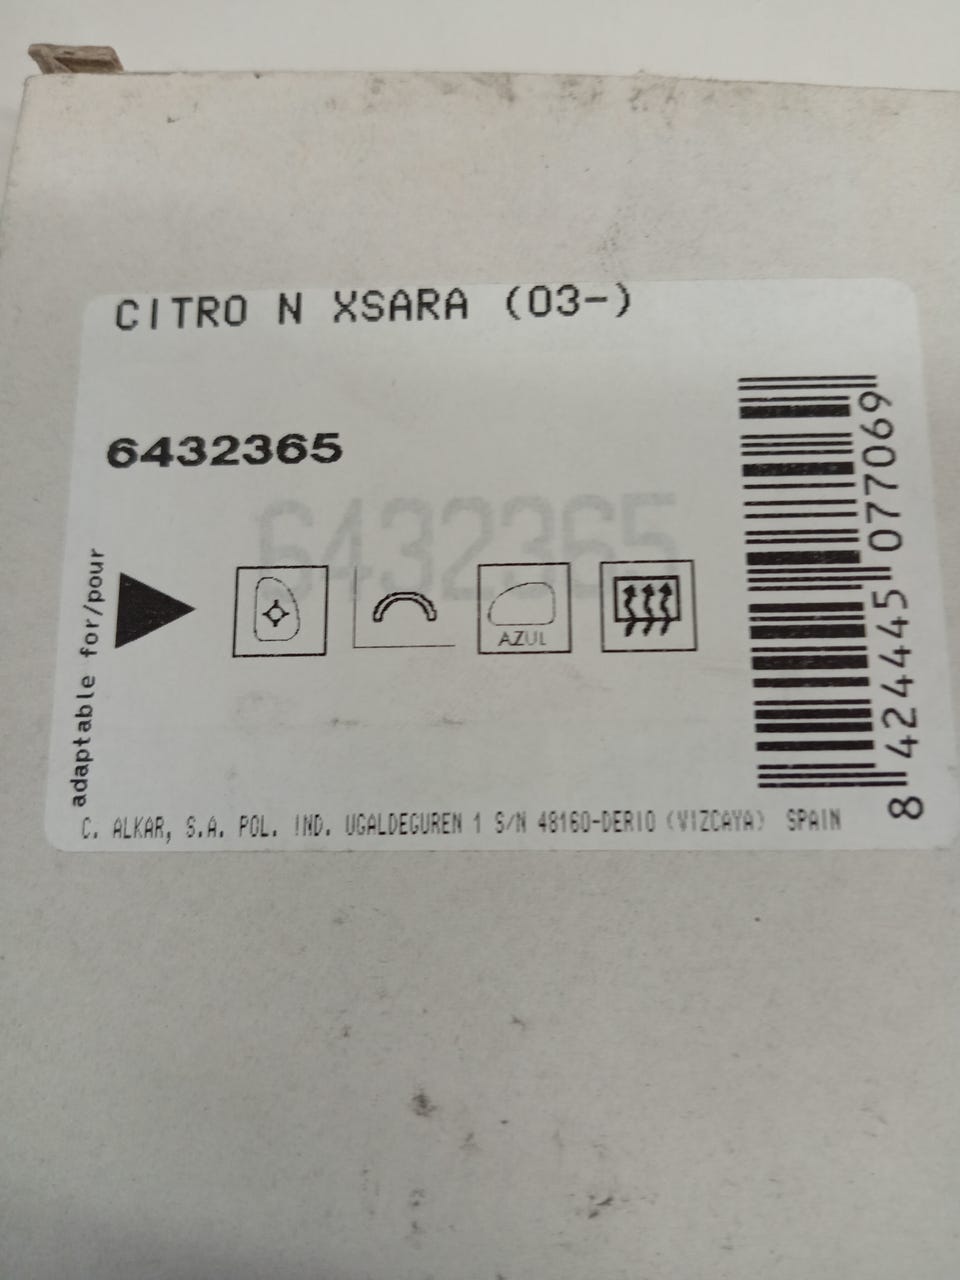 CITRO N XSARA (03-)
6432365
6432365
adaptable for/pour
AZUL
C. ALKAR, S.A. POL. IND. UGALDEGUREN 1 S/N 48160-DERIO (VIZCAYA) SPAIN
8 424445 077069